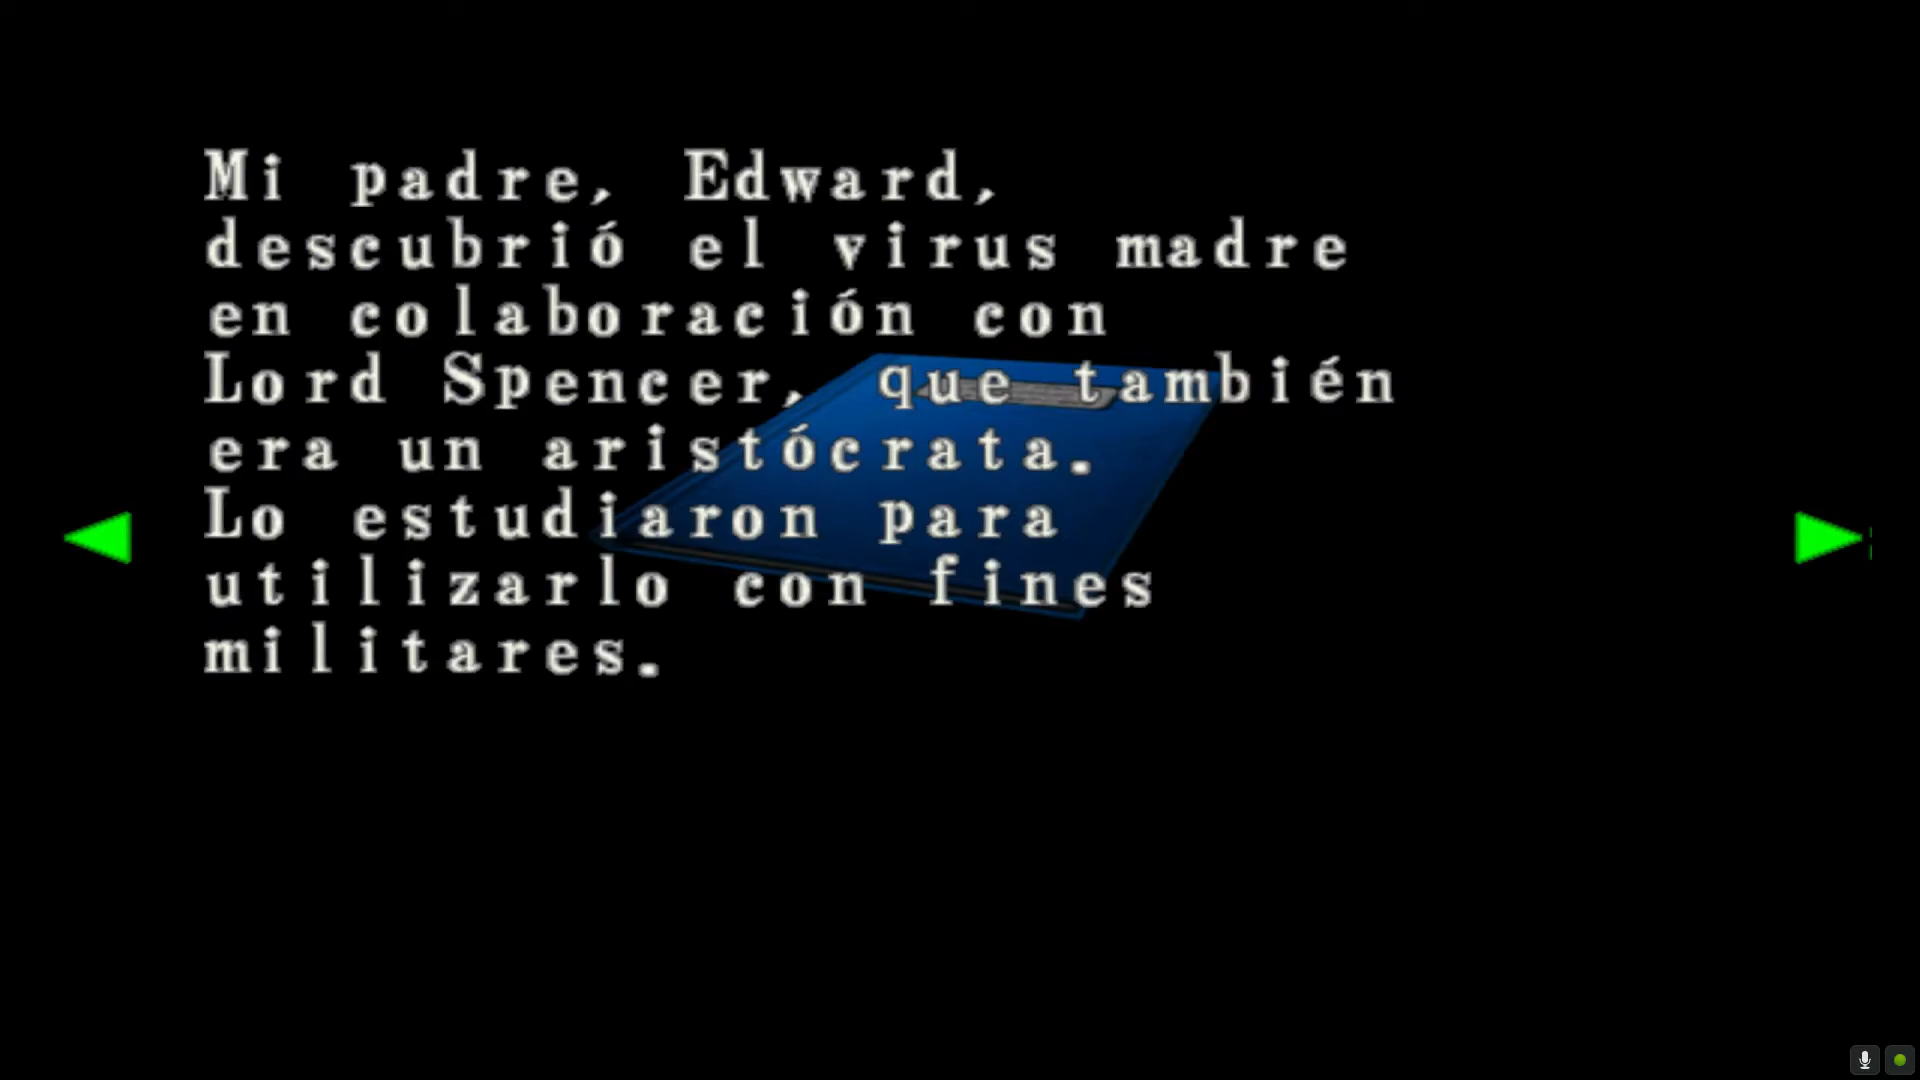 Mi padre, Edward,
descubrió el virus madre
en colaboración con
Lord Spencer, que también
era un aristócrata.
Lo estudiaron para
utilizarlo con fines
militares.